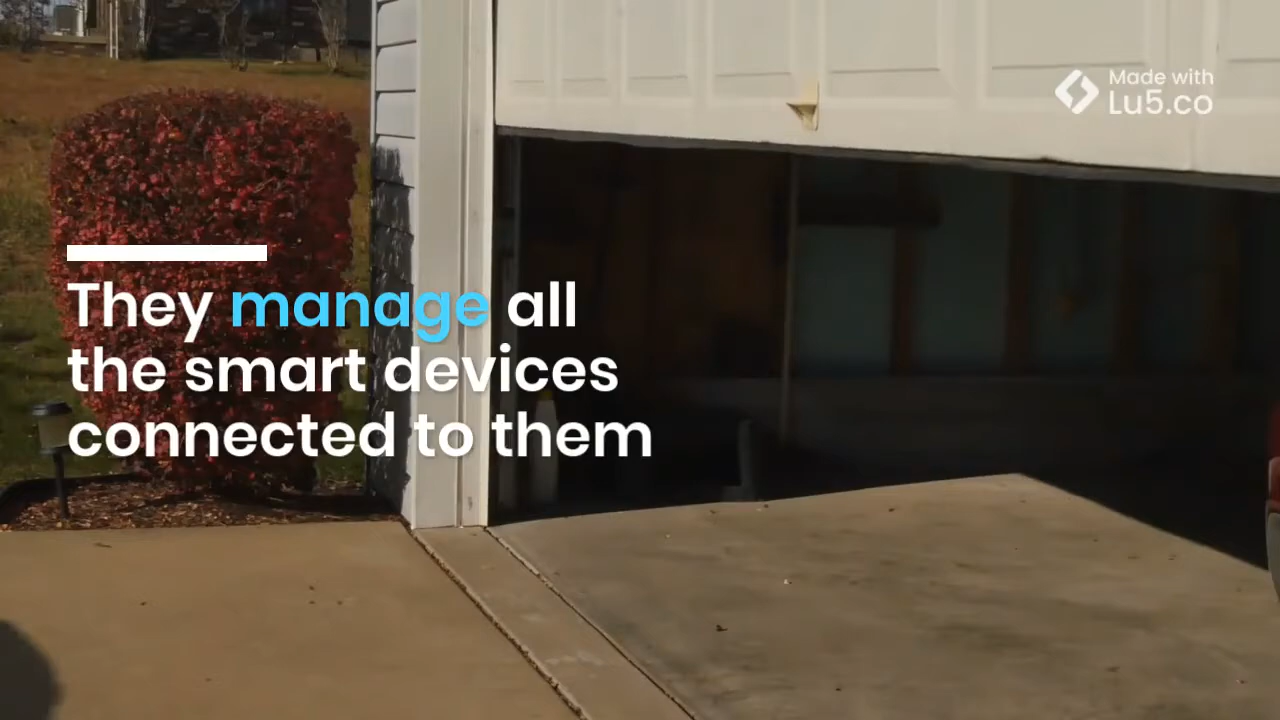 Made with
Lu5.co
They manage all
the smart devices
connected to them